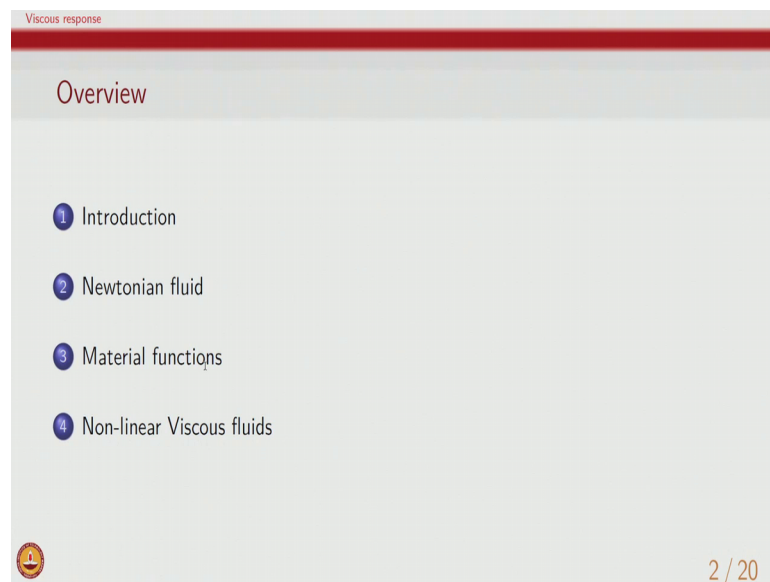 Viscous response
Overview
1 Introduction
2 Newtonian fluid
3 Material functions
4 Non-linear Viscous fluids
2 / 20